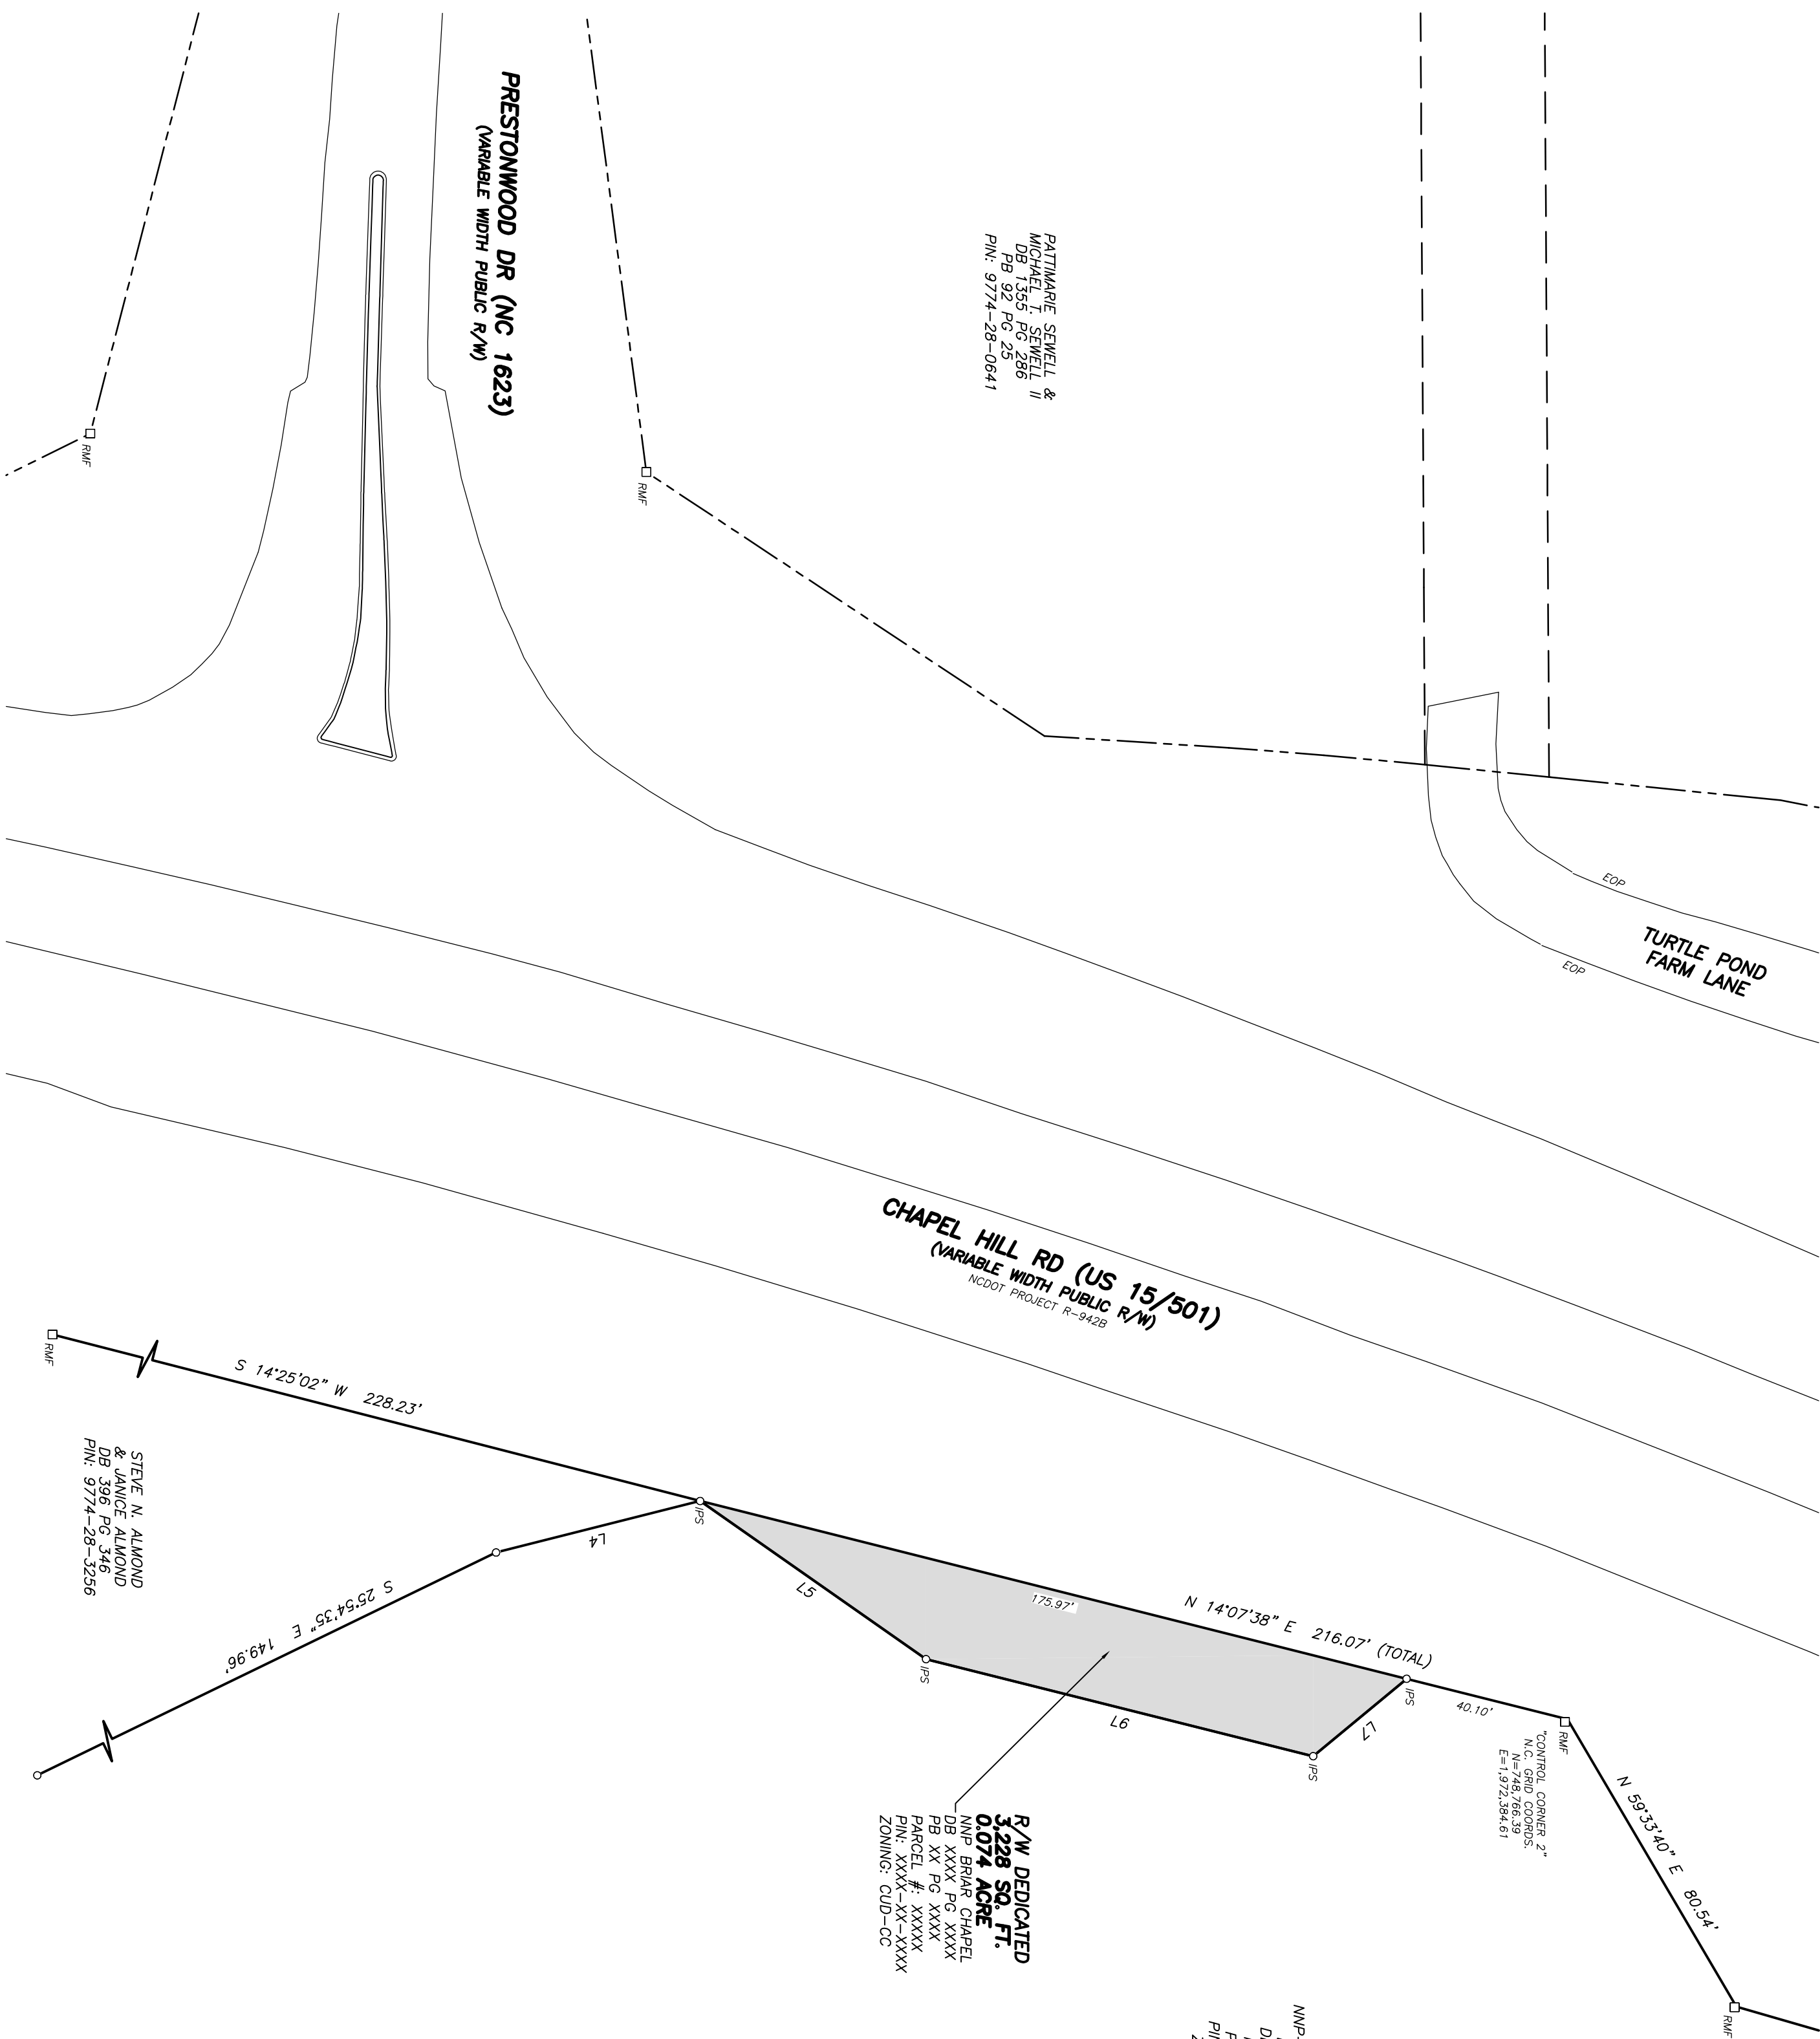 PRESTONWOOD DR (NC 1623)
(VARIABLE WIDTH PUBLIC R/W)
PATTIMARIE SEWELL &
MICHAEL T. SEWELL II
DB 1355 PG 286
PB 92 PG 25
PIN: 9774-28-0641
RMF
RMF
EOP
EOP
TURTLE POND
FARM LANE
CHAPEL HILL RD (US 15/501)
(VARIABLE WIDTH PUBLIC R/W)
NCDOT PROJECT R-942B
RMF
S 14°25'02" W 228.23'
STEVE N. ALMOND
& JANICE ALMOND
DB 396 PG 346
PIN: 9774-28-3256
IPS
L4
S 25°54'35" E 149.96'
L5
IPS
175.97'
N 14°07'38" E 216.07' (TOTAL)
L6
IPS
L7
IPS
40.10'
RMF
"CONTROL CORNER 2"
N.C. GRID COORDS.
N=748,766.39
E=1,972,384.61
N 59°33'40" E 80.54'
RMF
R/W DEDICATED
3,228 SQ. FT.
0.074 ACRE
NNP BRIAR CHAPEL
DB XXXX PG XXXX
PB XX PG XXXX
PARCEL #: XXXXX
PIN: XXXX-XX-XXXX
ZONING: CUD-CC
NNP-